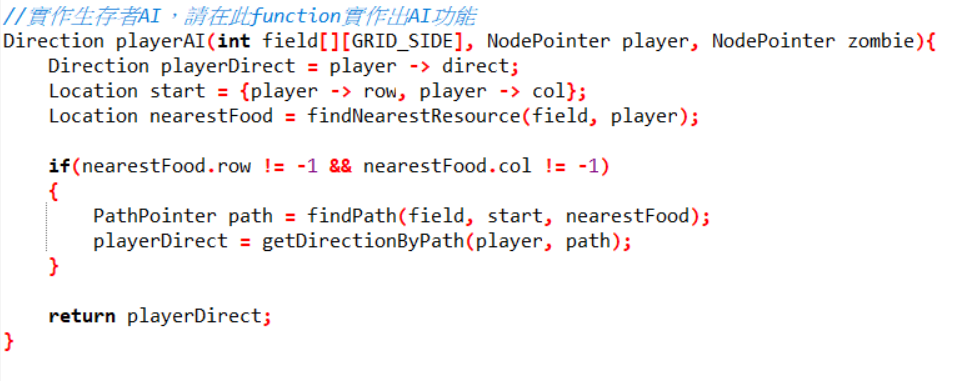 //實作生存者AI，請在此function實作出AI功能
Direction playerAI(int field[][GRID_SIDE], NodePointer player, NodePointer zombie){
    Direction playerDirect = player -> direct;
    Location start = {player -> row, player -> col};
    Location nearestFood = findNearestResource(field, player);

    if(nearestFood.row != -1 && nearestFood.col != -1)
    {
        PathPointer path = findPath(field, start, nearestFood);
        playerDirect = getDirectionByPath(player, path);
    }

    return playerDirect;
}